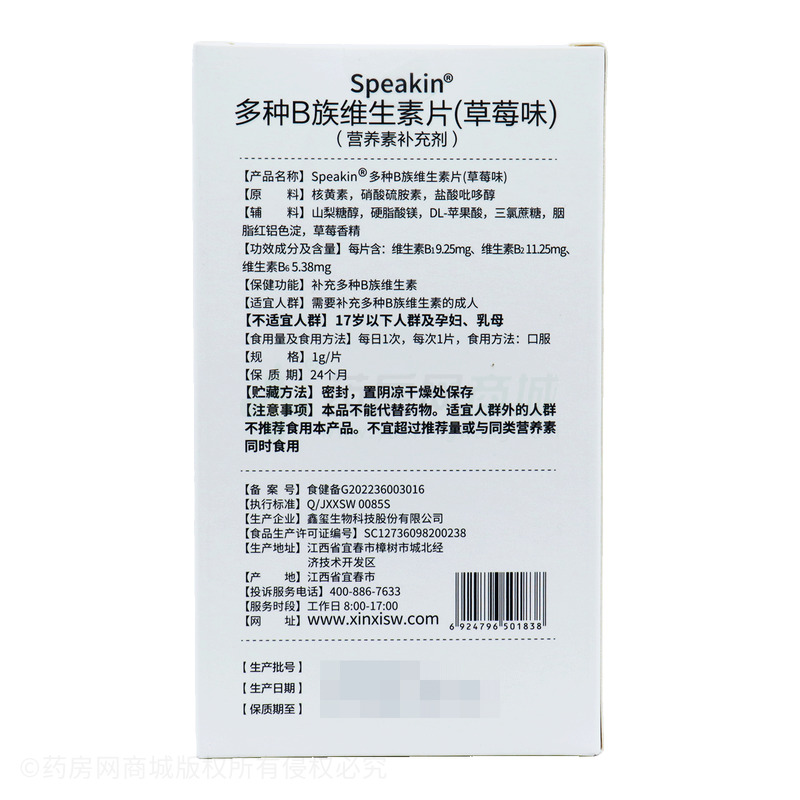 Speakin®
多种B族维生素片(草莓味)
（营养素补充剂）
【产品名称】Speakin®多种B族维生素片(草莓味)
【原　　料】核黄素，硝酸硫胺素，盐酸吡哆醇
【辅　　料】山梨糖醇，硬脂酸镁，DL-苹果酸，三氯蔗糖，胭
脂红铝色淀，草莓香精
【功效成分及含量】每片含：维生素B₁9.25mg、维生素B₂11.25mg、
维生素B₆5.38mg
【保健功能】补充多种B族维生素
【适宜人群】需要补充多种B族维生素的成人
【不适宜人群】17岁以下人群及孕妇、乳母
【食用量及食用方法】每日1次，每次1片，食用方法：口服
【规　　格】1g/片
【保 质 期】24个月
【贮藏方法】密封，置阴凉干燥处保存
【注意事项】本品不能代替药物。适宜人群外的人群
不推荐食用本产品。不宜超过推荐量或与同类营养素
同时食用
【备 案 号】食健备G202236003016
【执行标准】Q/JXXSW 0085S
【生产企业】鑫玺生物科技股份有限公司
【食品生产许可证编号】SC12736098200238
【生产地址】江西省宜春市樟树市城北经
济技术开发区
【产　　地】江西省宜春市
【投诉服务电话】400-886-7633
【服务时段】工作日 8:00-17:00
【网　　址】www.xinxisw.com
6 924796 501838
【生产批号】
【生产日期】
【保质期至】
©药房网商城版权所有侵权必究